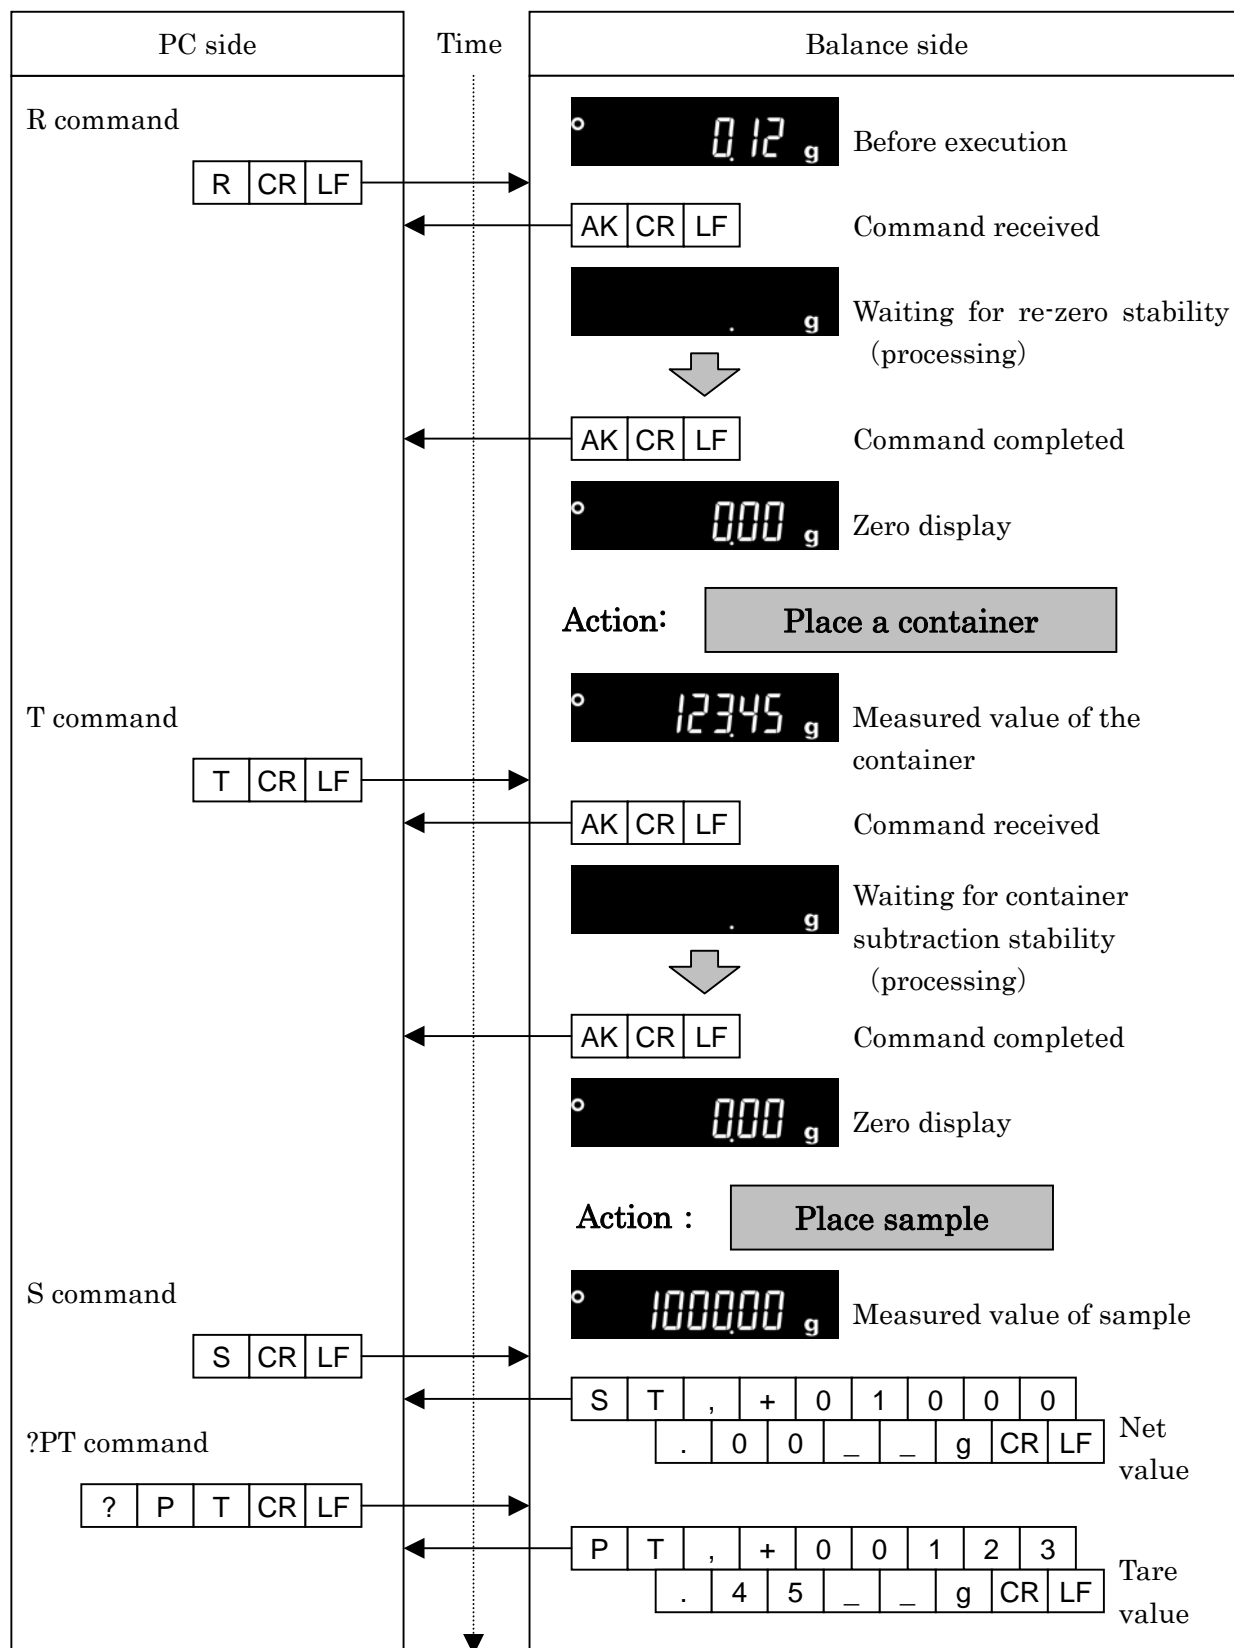 PC side Time Balance side
R command
0.12 g Before execution
R CR LF
AK CR LF Command received
. g Waiting for re-zero stability
(processing)
AK CR LF Command completed
0.00 g Zero display
Action: Place a container
T command
123.45 g Measured value of the
container
T CR LF
AK CR LF Command received
. g Waiting for container
subtraction stability
(processing)
AK CR LF Command completed
0.00 g Zero display
Action : Place sample
S command
1000.00 g Measured value of sample
S CR LF
S T , + 0 1 0 0 0
. 0 0 _ _ g CR LF
Net
value
?PT command
? P T CR LF
P T , + 0 0 1 2 3
. 4 5 _ _ g CR LF
Tare
value